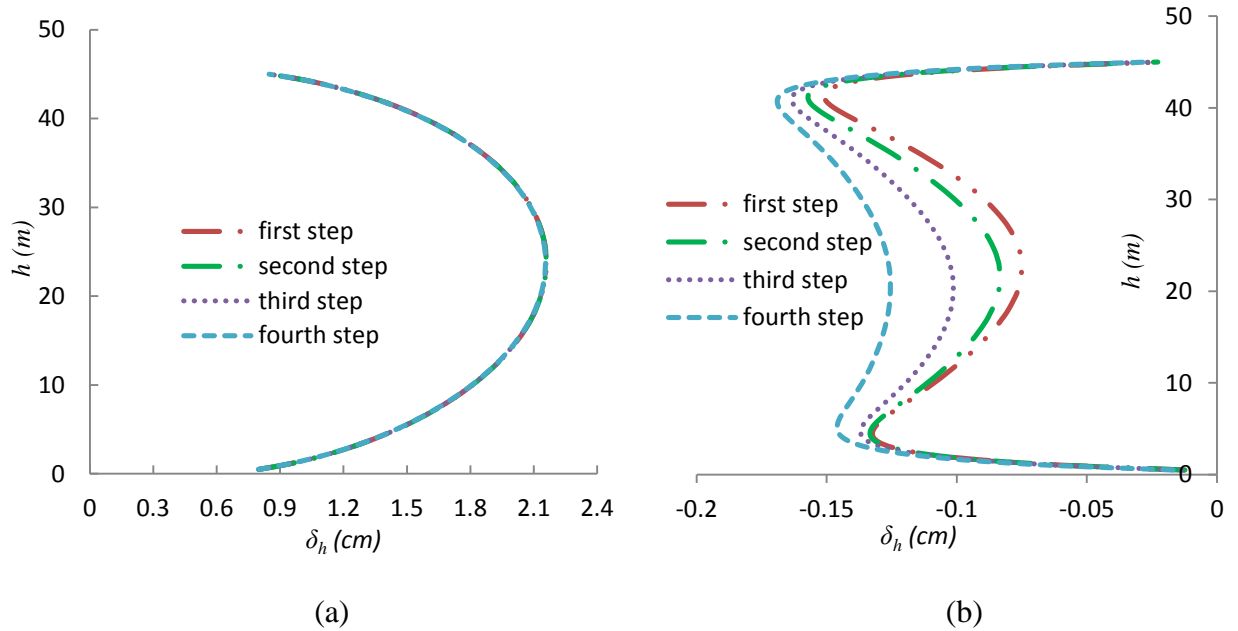 50
40
30
20
10
0
h (m)
first step
second step
third step
fourth step
0 0.3 0.6 0.9 1.2 1.5 1.8 2.1 2.4
δh (cm)
(a)
50
40
30
20
10
0
h (m)
first step
second step
third step
fourth step
-0.2 -0.15 -0.1 -0.05 0
δh (cm)
(b)